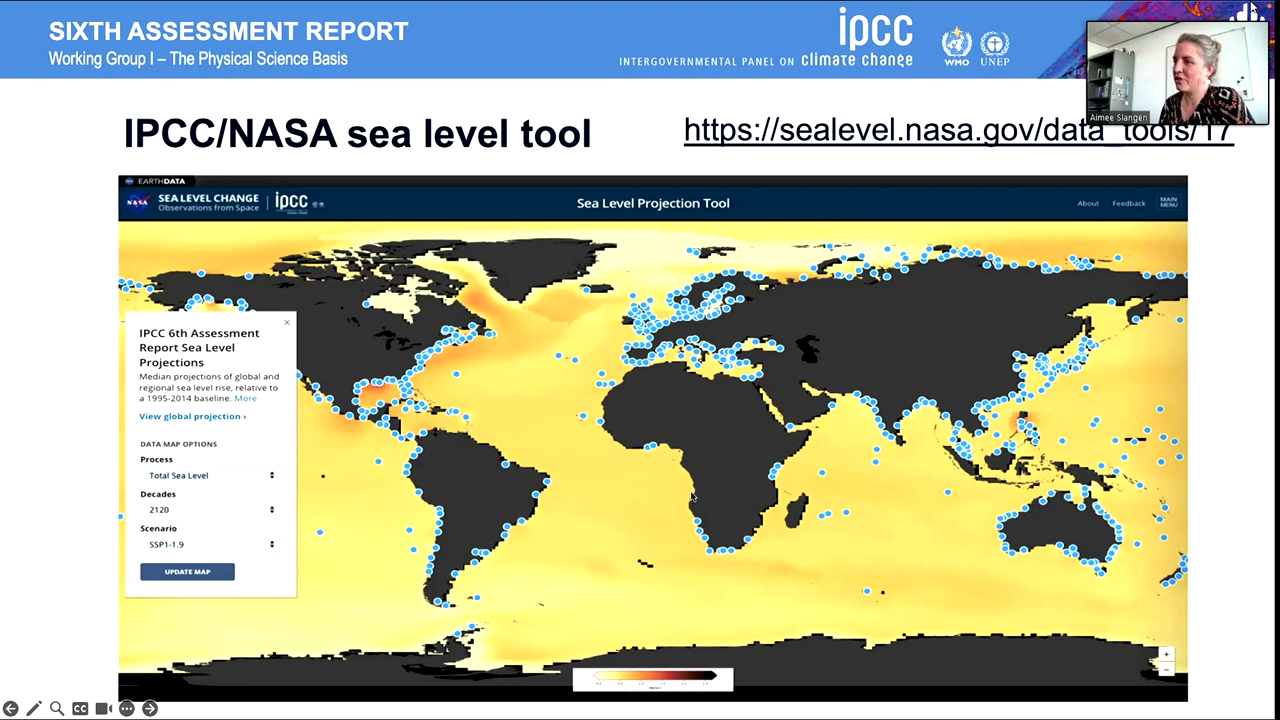 SIXTH ASSESSMENT REPORT
Working Group I – The Physical Science Basis
ipcc
INTERGOVERNMENTAL PANEL ON climate change
WMO
UNEP
Aimee Slangen
IPCC/NASA sea level tool
https://sealevel.nasa.gov/data_tools/17
EARTHDATA
NASA
SEA LEVEL CHANGE
Observations from Space
ipcc
Sea Level Projection Tool
About
Feedback
MAIN
MENU
IPCC 6th Assessment
Report Sea Level
Projections
Median projections of global and
regional sea level rise, relative to
a 1995-2014 baseline. More
View global projection ›
DATA MAP OPTIONS
Process
Total Sea Level
Decades
2120
Scenario
SSP1-1.9
UPDATE MAP
+
−
CC